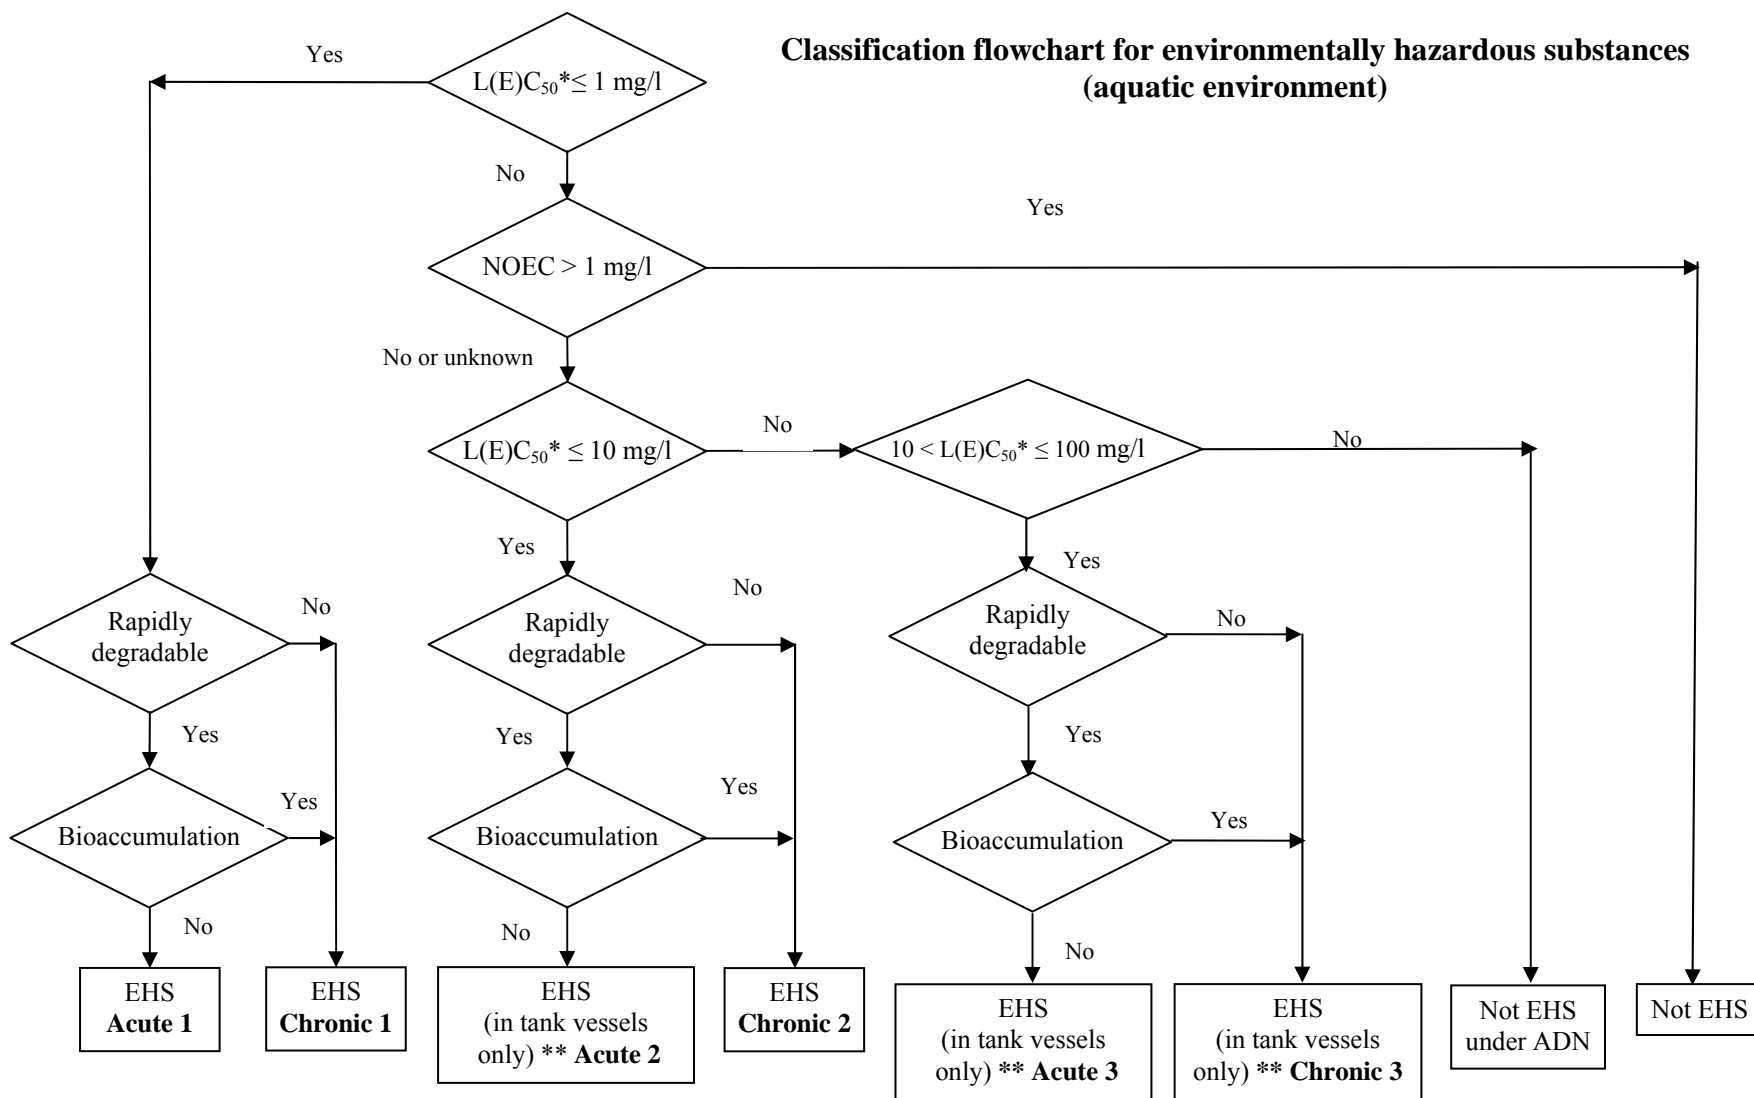 Classification flowchart for environmentally hazardous substances
(aquatic environment)
Yes
L(E)C50*≤ 1 mg/l
No
Yes
NOEC > 1 mg/l
No or unknown
L(E)C50* ≤ 10 mg/l
No
10 < L(E)C50* ≤ 100 mg/l
No
Yes
Yes
Rapidly
degradable
No
Rapidly
degradable
No
Rapidly
degradable
No
Yes
Yes
Yes
Bioaccumulation
Yes
Bioaccumulation
Yes
Bioaccumulation
Yes
No
No
No
EHS
Acute 1
EHS
Chronic 1
EHS
(in tank vessels
only) ** Acute 2
EHS
Chronic 2
EHS
(in tank vessels
only) ** Acute 3
EHS
(in tank vessels
only) ** Chronic 3
Not EHS
under ADN
Not EHS